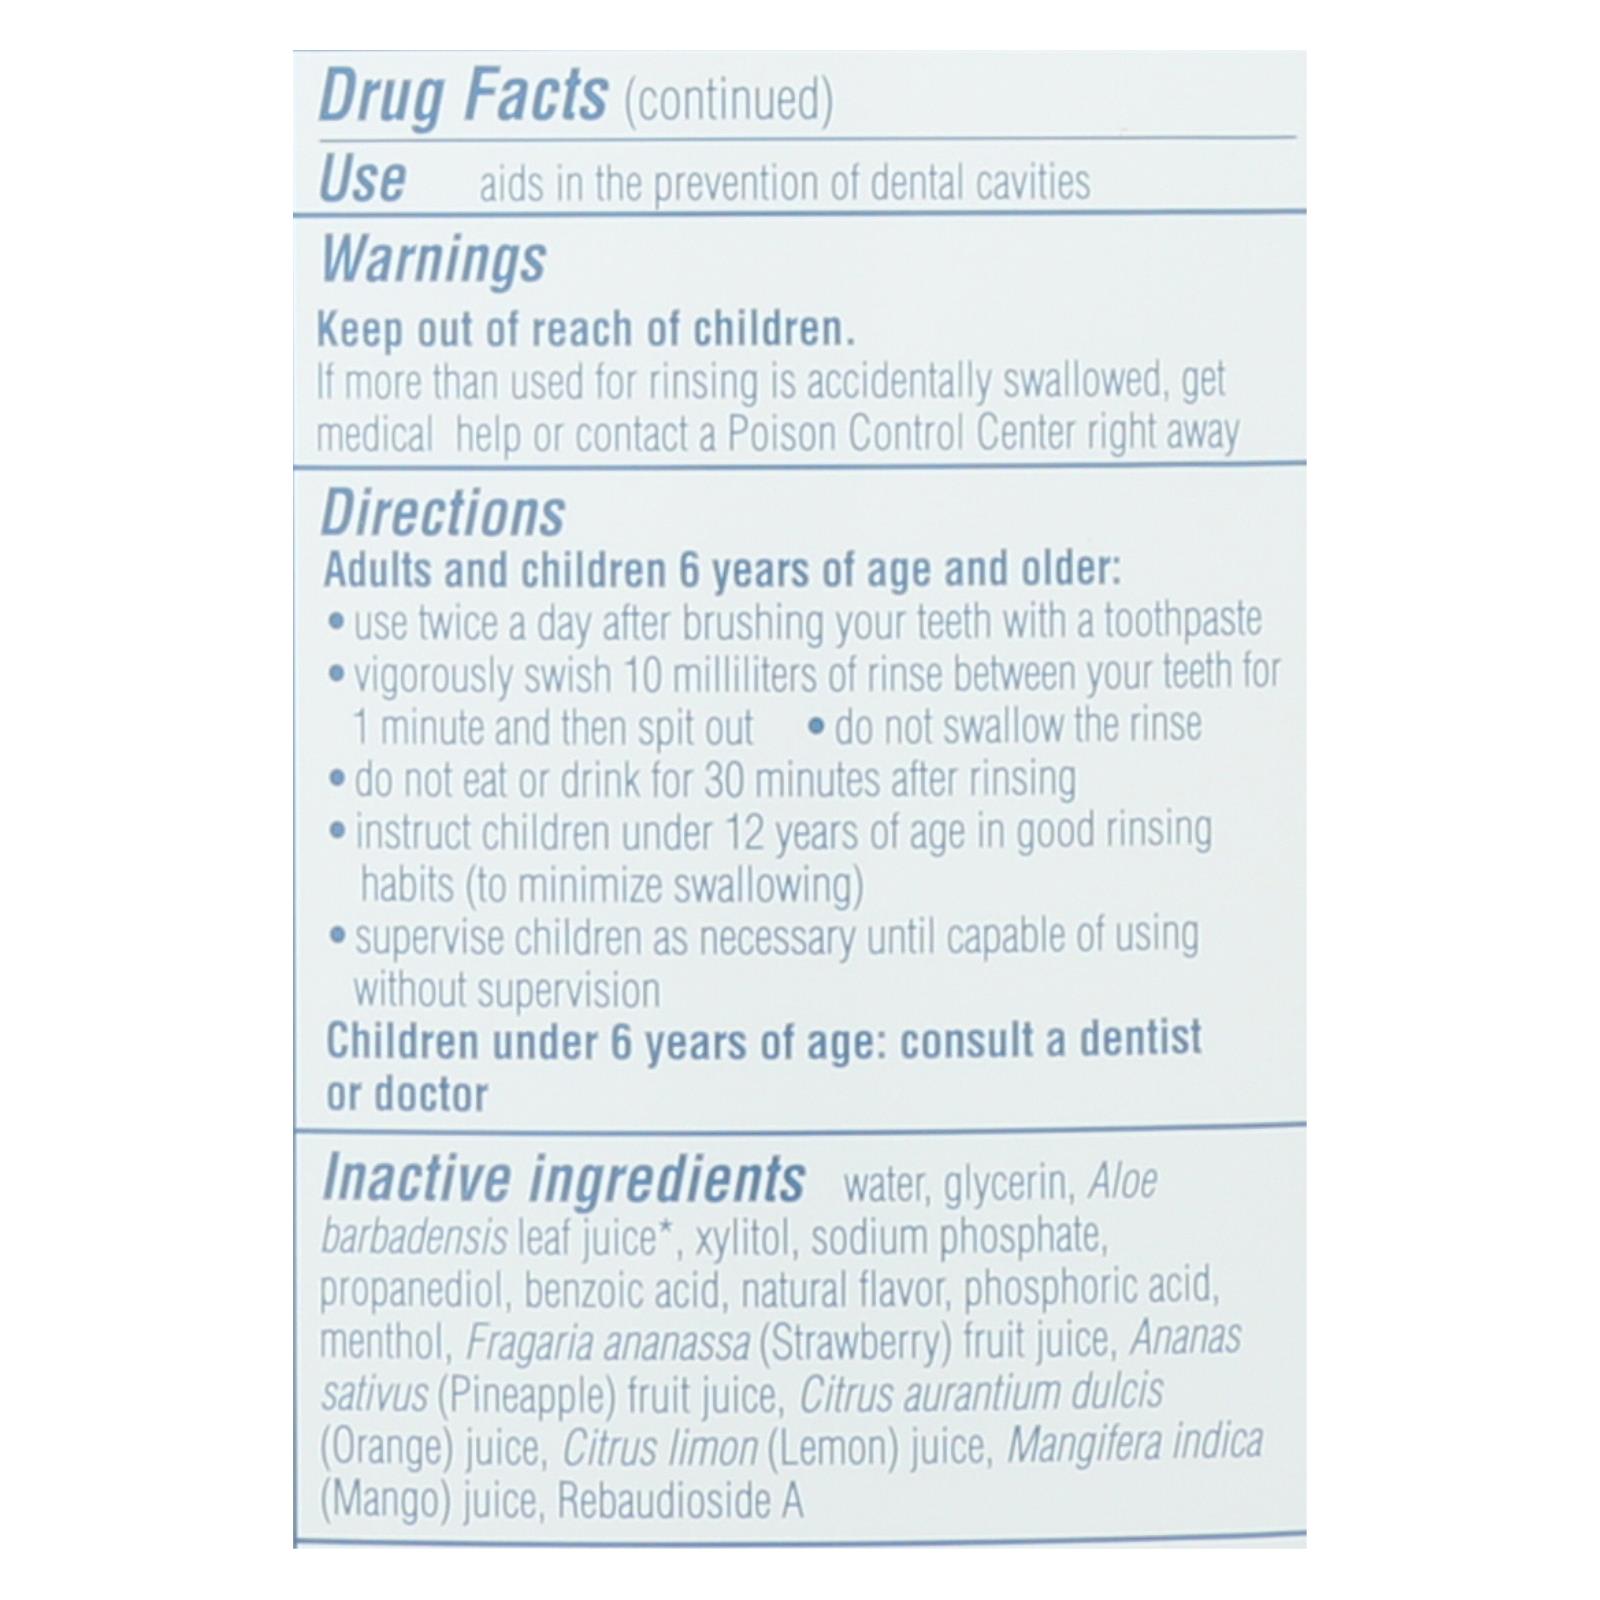 Drug Facts (continued)
Use aids in the prevention of dental cavities
Warnings
Keep out of reach of children.
If more than used for rinsing is accidentally swallowed, get
medical help or contact a Poison Control Center right away
Directions
Adults and children 6 years of age and older:
• use twice a day after brushing your teeth with a toothpaste
• vigorously swish 10 milliliters of rinse between your teeth for
1 minute and then spit out • do not swallow the rinse
• do not eat or drink for 30 minutes after rinsing
• instruct children under 12 years of age in good rinsing
habits (to minimize swallowing)
• supervise children as necessary until capable of using
without supervision
Children under 6 years of age: consult a dentist
or doctor
Inactive ingredients water, glycerin, Aloe
barbadensis leaf juice*, xylitol, sodium phosphate,
propanediol, benzoic acid, natural flavor, phosphoric acid,
menthol, Fragaria ananassa (Strawberry) fruit juice, Ananas
sativus (Pineapple) fruit juice, Citrus aurantium dulcis
(Orange) juice, Citrus limon (Lemon) juice, Mangifera indica
(Mango) juice, Rebaudioside A